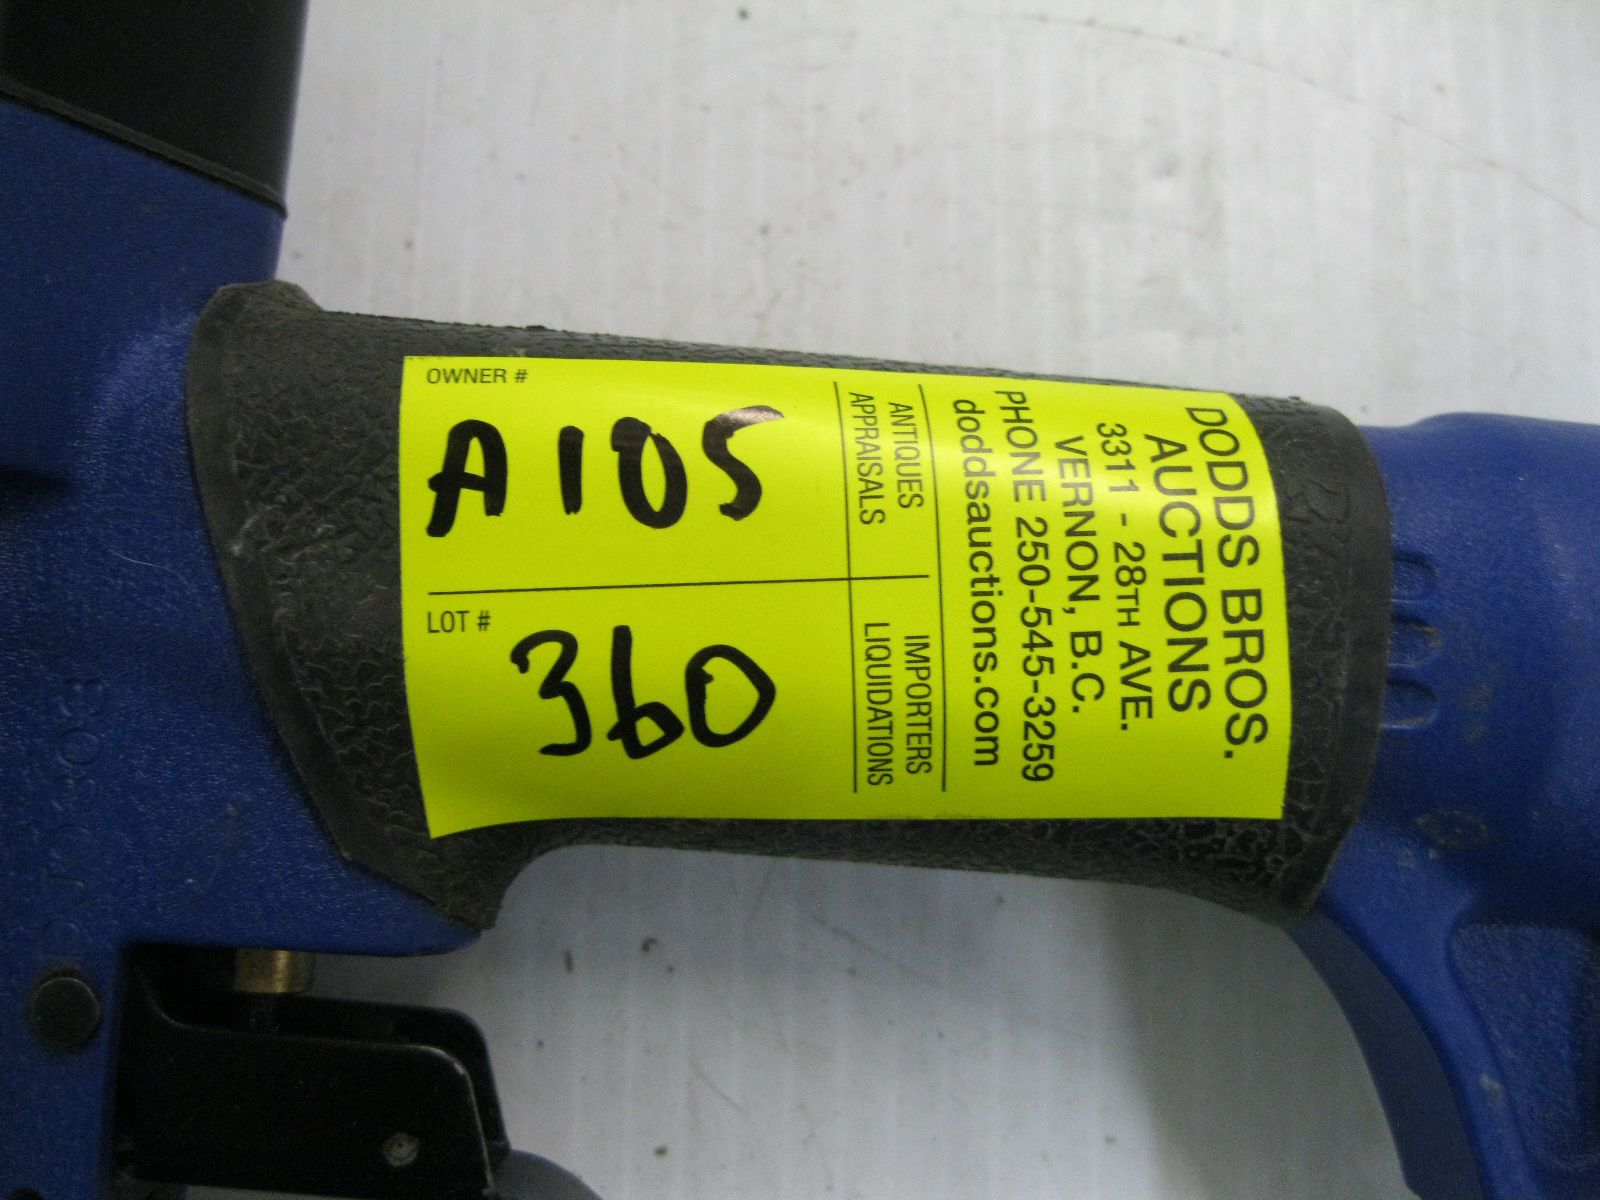 OWNER #
A105
LOT #
360
ANTIQUES
APPRAISALS
IMPORTERS
LIQUIDATIONS
DODDS BROS.
AUCTIONS
3311 - 28TH AVE.
VERNON, B.C.
PHONE 250-545-3259
doddsauctions.com